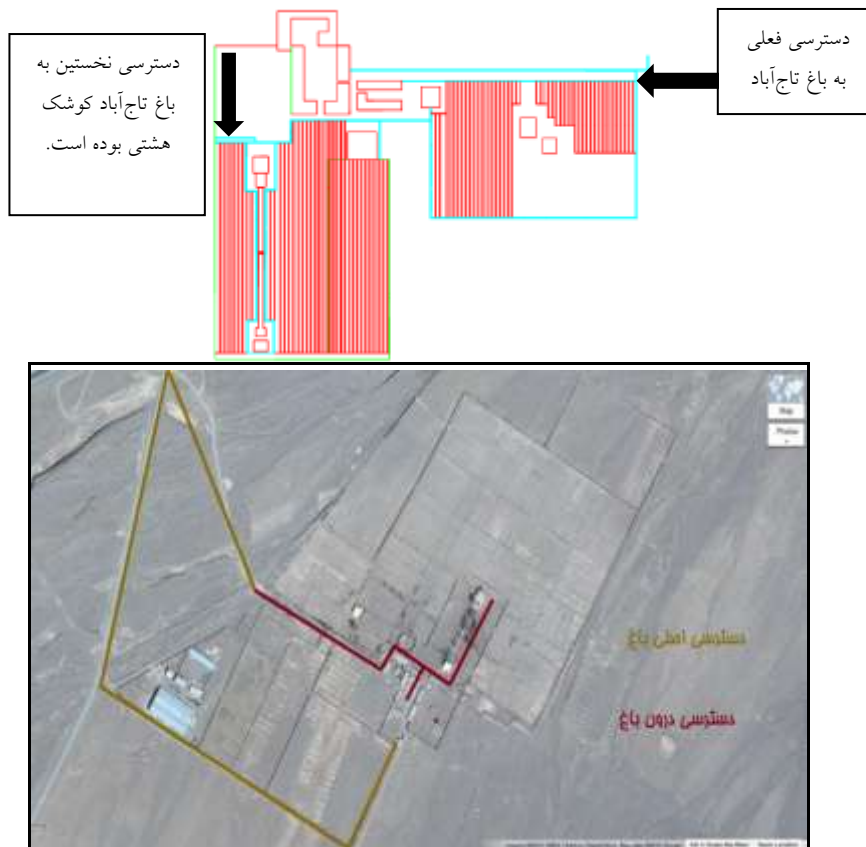 دسترسی فعلی
به باغ تاج‌آباد
دسترسی نخستین به
باغ تاج‌آباد کوشک
هشتی بوده است.
Map
دسترسی اصلی باغ
دسترسی درون باغ